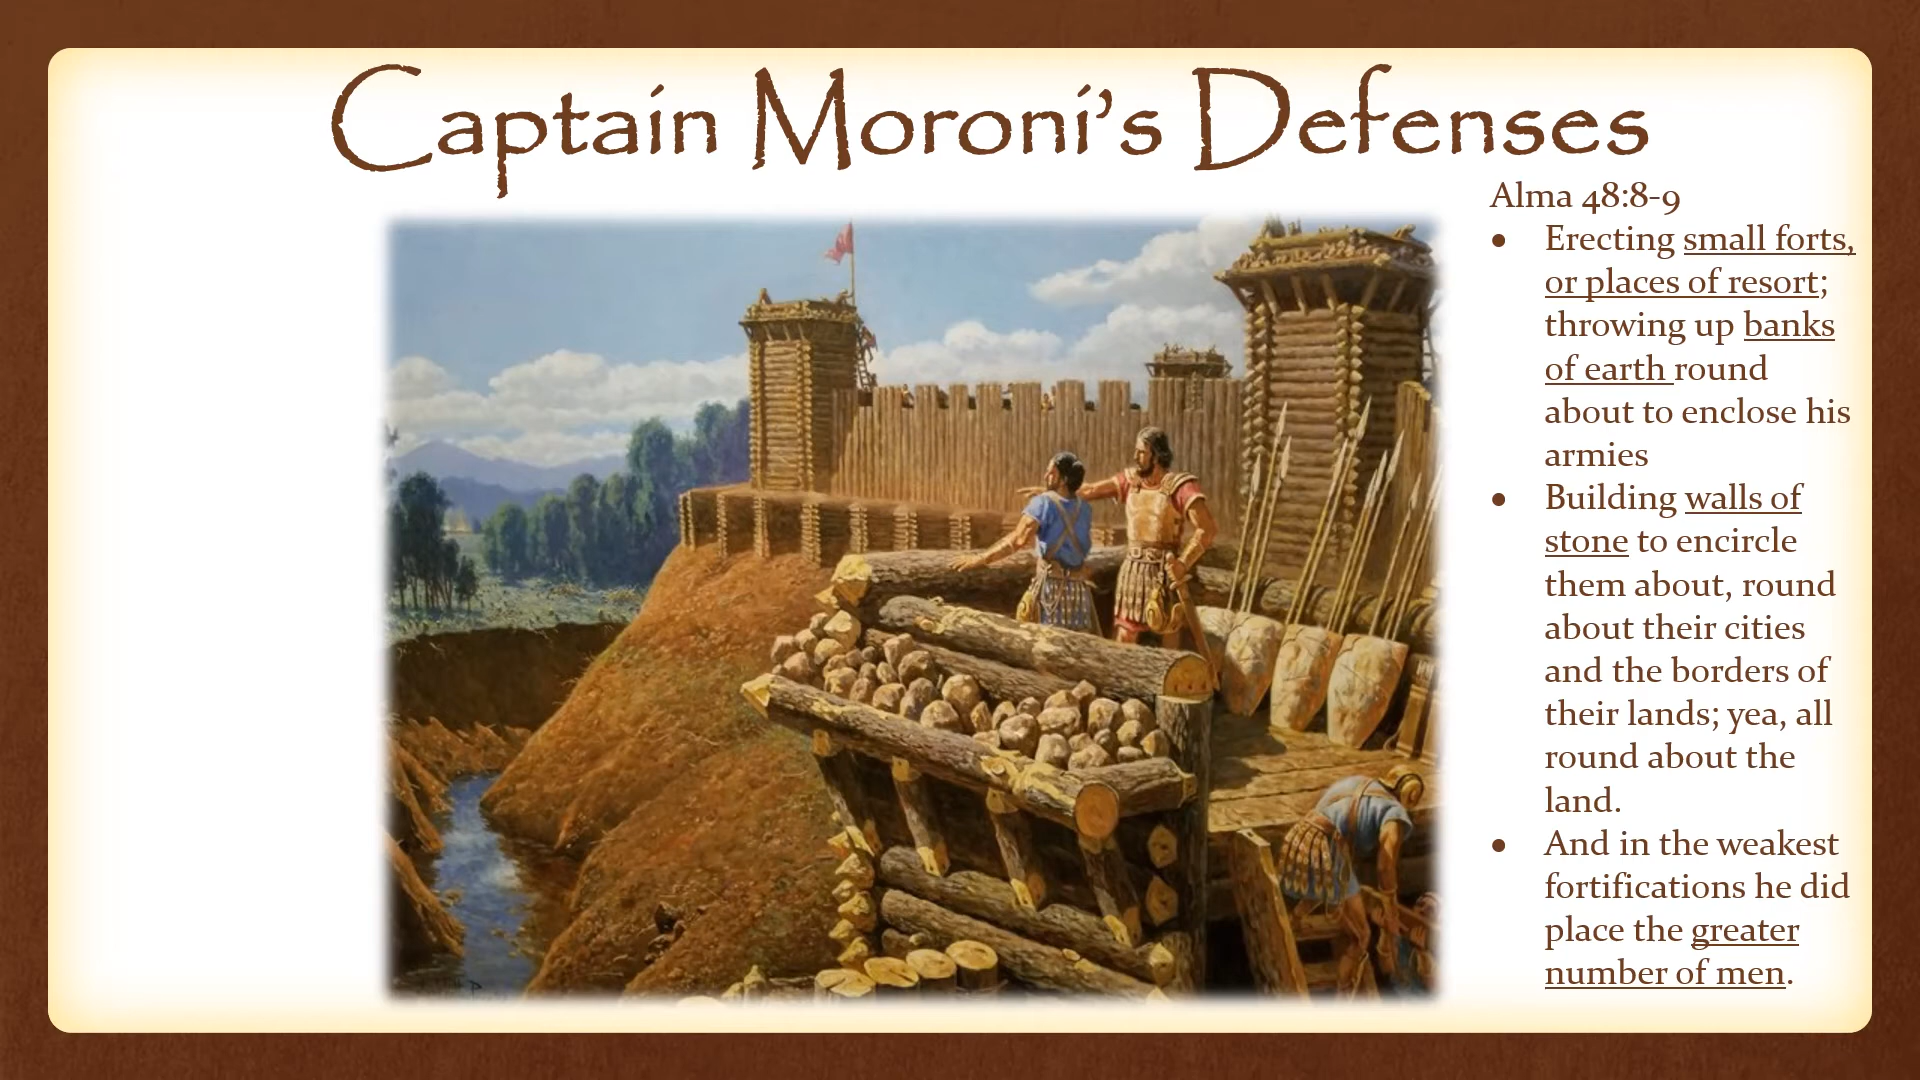 Captain Moroni's Defenses
Alma 48:8-9
• Erecting small forts,
or places of resort;
throwing up banks
of earth round
about to enclose his
armies
• Building walls of
stone to encircle
them about, round
about their cities
and the borders of
their lands; yea, all
round about the
land.
• And in the weakest
fortifications he did
place the greater
number of men.